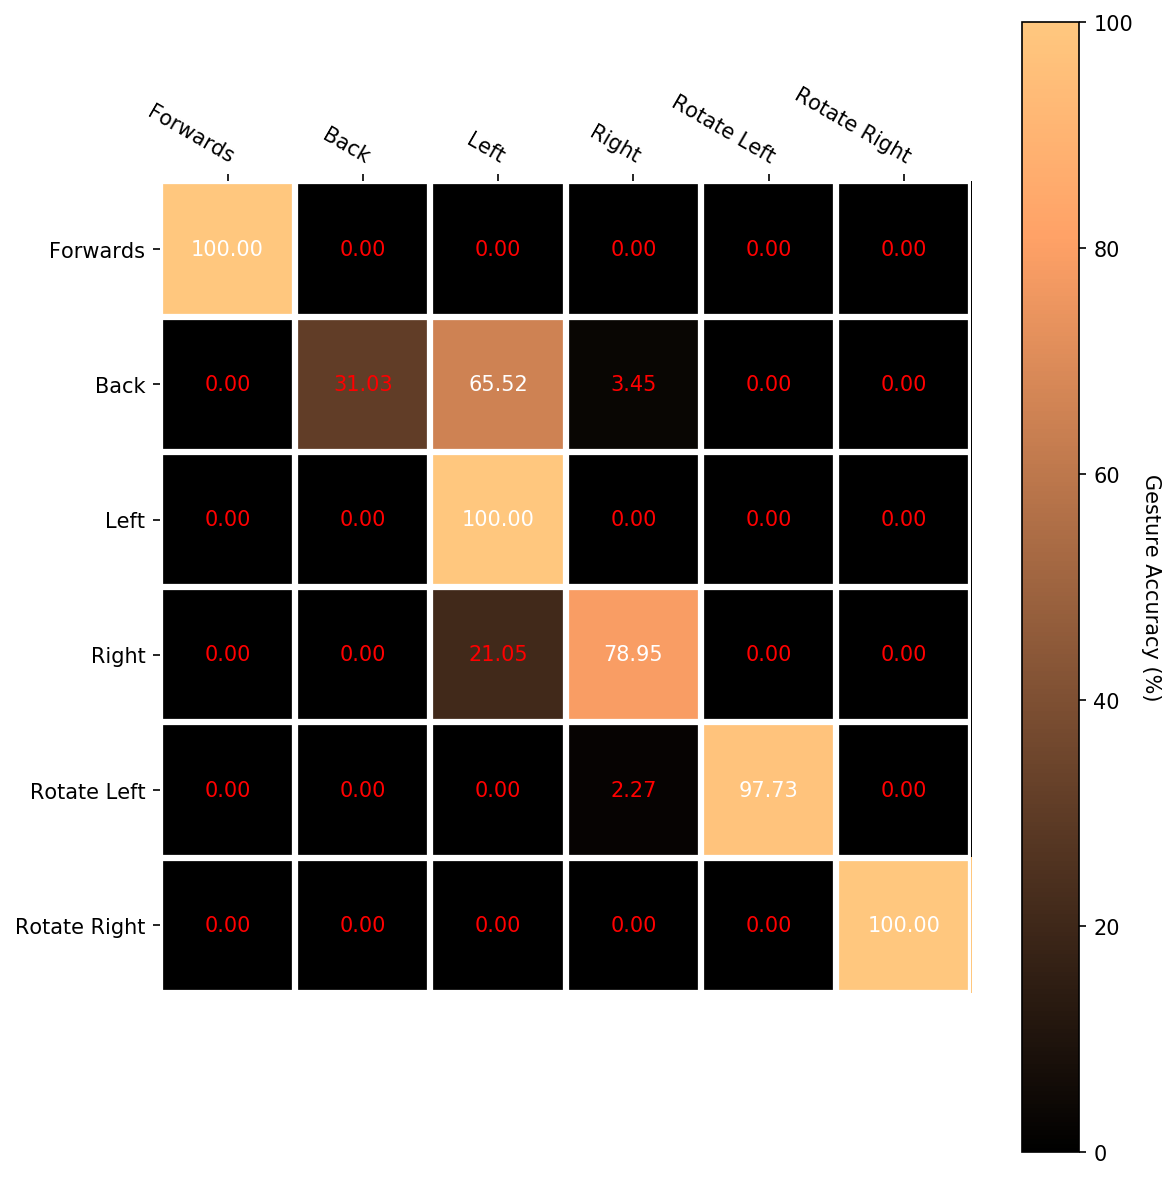 Forwards Back Left Right Rotate Left Rotate Right
Forwards 100.00 0.00 0.00 0.00 0.00 0.00
Back 0.00 31.03 65.52 3.45 0.00 0.00
Left 0.00 0.00 100.00 0.00 0.00 0.00
Right 0.00 0.00 21.05 78.95 0.00 0.00
Rotate Left 0.00 0.00 0.00 2.27 97.73 0.00
Rotate Right 0.00 0.00 0.00 0.00 0.00 100.00
100
80
60
40
20
0
Gesture Accuracy (%)